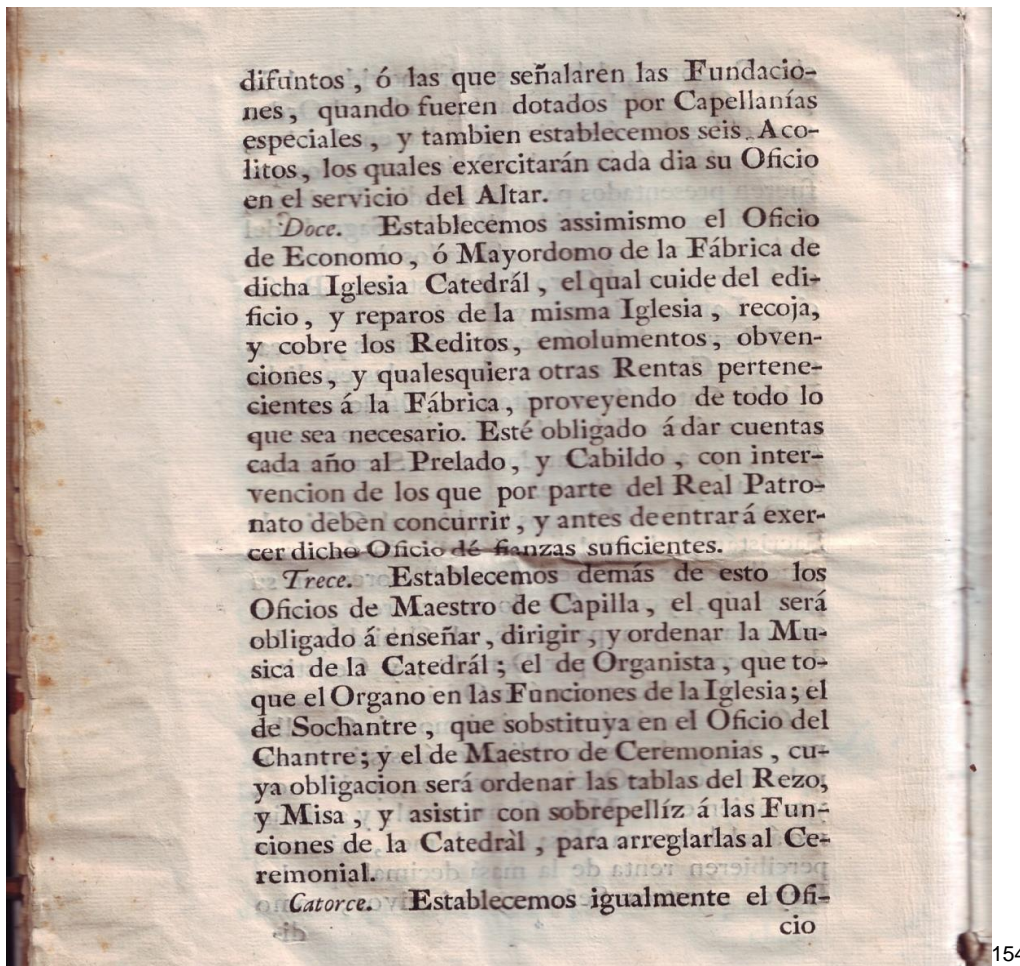 difuntos, ó las que señalaren las Fundacio-
nes, quando fueren dotados por Capellanías
especiales, y tambien establecemos seis Aco-
litos, los quales exercitarán cada dia su Oficio
en el servicio del Altar.
Doce. Establecemos assimismo el Oficio
de Economo, ó Mayordomo de la Fábrica de
dicha Iglesia Catedrál, el qual cuide del edi-
ficio, y reparos de la misma Iglesia, recoja,
y cobre los Reditos, emolumentos, obven-
ciones, y qualesquiera otras Rentas pertene-
cientes á la Fábrica, proveyendo de todo lo
que sea necesario. Esté obligado á dar cuentas
cada año al Prelado, y Cabildo, con inter-
vencion de los que por parte del Real Patro-
nato deben concurrir, y antes de entrar á exer-
cer dicho Oficio dé fianzas suficientes.
Trece. Establecemos demás de esto los
Oficios de Maestro de Capilla, el qual será
obligado á enseñar, dirigir, y ordenar la Mu-
sica de la Catedrál; el de Organista, que to-
que el Organo en las Funciones de la Iglesia; el
de Sochantre, que sobstituya en el Oficio del
Chantre; y el de Maestro de Ceremonias, cu-
ya obligacion será ordenar las tablas del Rezo,
y Misa, y asistir con sobrepellíz á las Fun-
ciones de la Catedràl, para arreglarlas al Ce-
remonial.
Catorce. Establecemos igualmente el Ofi-
cio
154